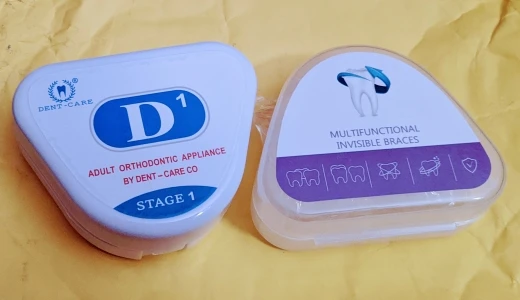 DENT-CARE
D1
ADULT ORTHODONTIC APPLIANCE
BY DENT-CARE CO
STAGE 1
MULTIFUNCTIONAL
INVISIBLE BRACES